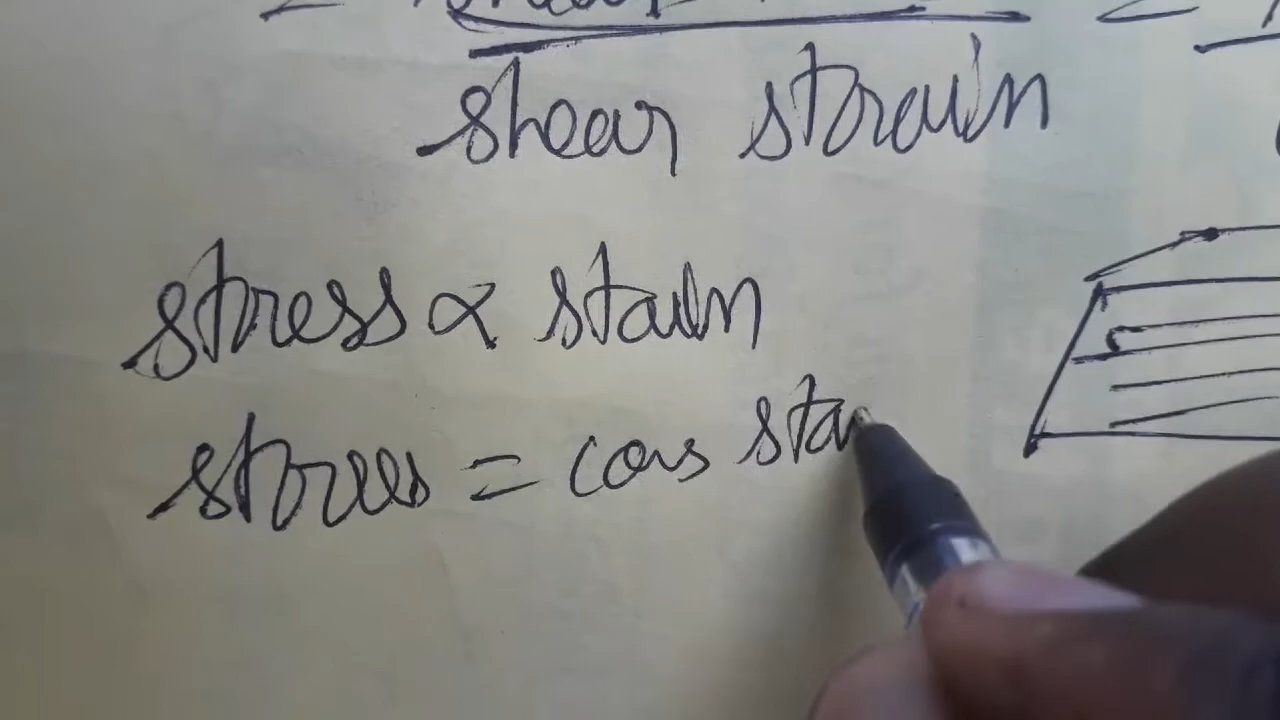 shear strain
stress ∝ stain
stress = cons sta